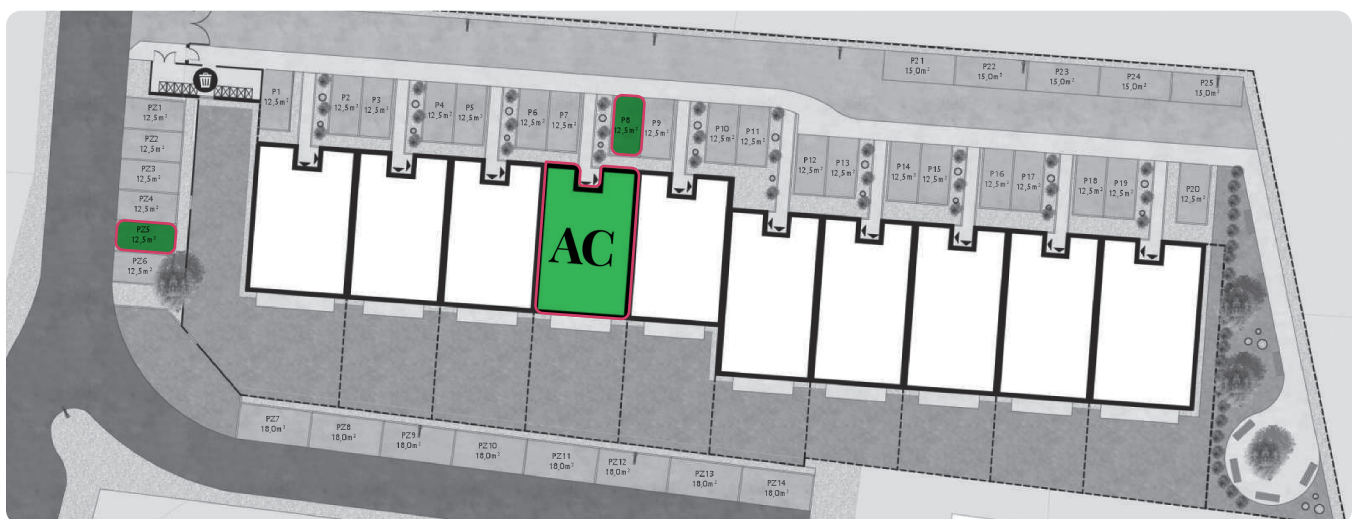 P21
15,0m²
P22
15,0m²
P23
15,0m²
P24
15,0m²
P25
15,0m²
P1
12,5m²
P2
12,5m²
P3
12,5m²
P4
12,5m²
P5
12,5m²
P6
12,5m²
P7
12,5m²
P8
12,5m²
P9
12,5m²
P10
12,5m²
P11
12,5m²
P12
12,5m²
P13
12,5m²
P14
12,5m²
P15
12,5m²
P16
12,5m²
P17
12,5m²
P18
12,5m²
P19
12,5m²
P20
12,5m²
PZ1
12,5m²
PZ2
12,5m²
PZ3
12,5m²
PZ4
12,5m²
PZ5
12,5m²
PZ6
12,5m²
AC
PZ7
18,0m²
PZ8
18,0m²
PZ9
18,0m²
PZ10
18,0m²
PZ11
18,0m²
PZ12
18,0m²
PZ13
18,0m²
PZ14
18,0m²